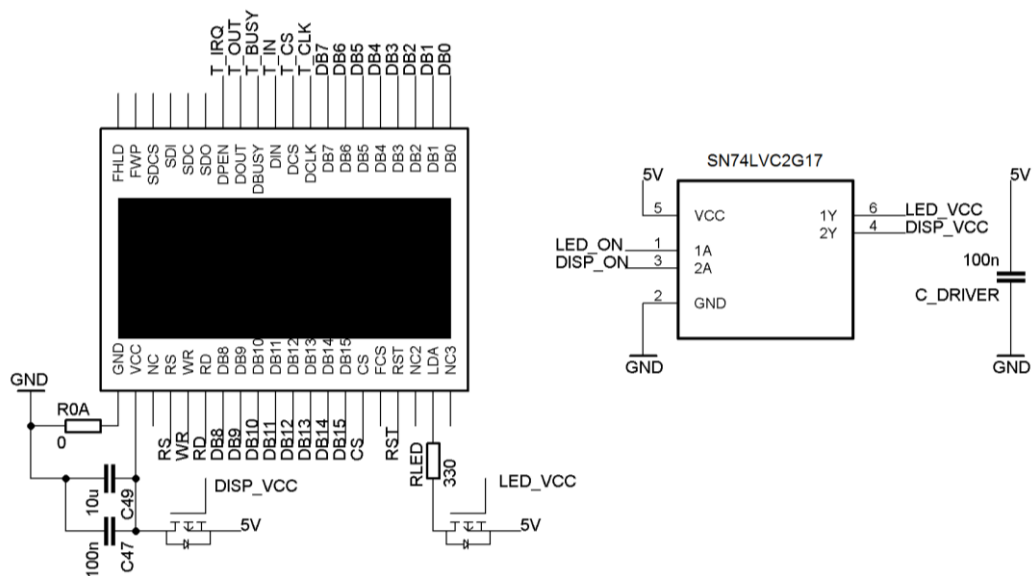 T_IRQ
T_OUT
T_BUSY
T_IN
T_CS
T_CLK
DB7
DB6
DB5
DB4
DB3
DB2
DB1
DB0
FHLD
FWP
SDCS
SDI
SDC
SDO
DPEN
DOUT
DBUSY
DIN
DCS
DCLK
DB7
DB6
DB5
DB4
DB3
DB2
DB1
DB0
GND
VCC
NC
RS
WR
RD
DB8
DB9
DB10
DB11
DB12
DB13
DB14
DB15
CS
FCS
RST
NC2
LDA
NC3
GND
R0A
0
RS
WR
RD
DB8
DB9
DB10
DB11
DB12
DB13
DB14
DB15
CS
RST
RLED
330
10u
C49
100n
C47
DISP_VCC
5V
LED_VCC
5V
SN74LVC2G17
5V
5
VCC
LED_ON
1
1A
DISP_ON
3
2A
2
GND
GND
1Y
6
LED_VCC
2Y
4
DISP_VCC
5V
100n
C_DRIVER
GND